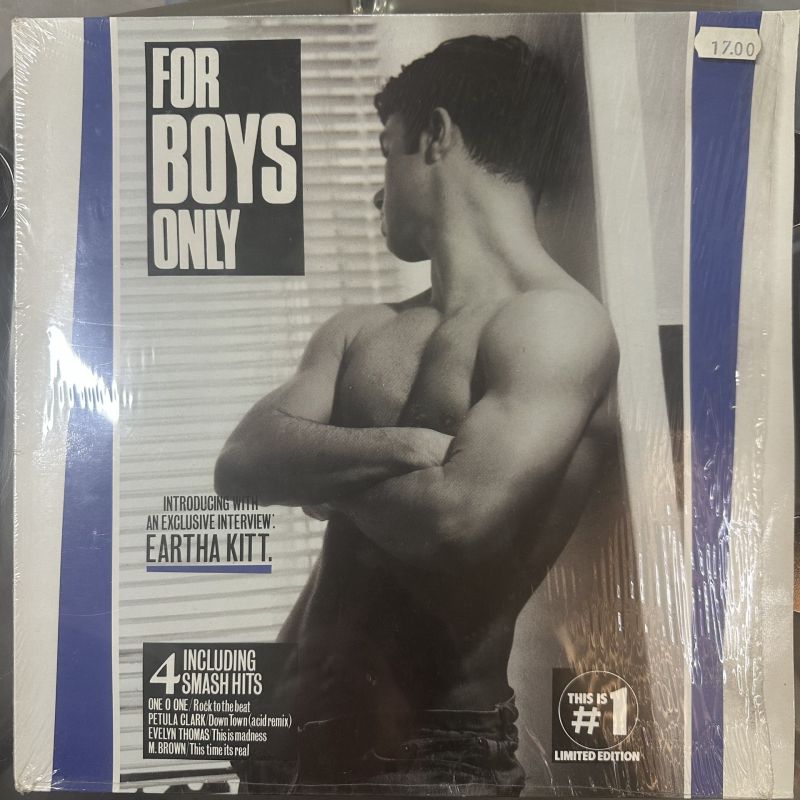 17.00
FOR
BOYS
ONLY
INTRODUCING WITH
AN EXCLUSIVE INTERVIEW:
EARTHA KITT.
4 INCLUDING
SMASH HITS
ONE O ONE/Rock to the beat
PETULA CLARK/Down Town (acid remix)
EVELYN THOMAS/This is madness
M. BROWN/This time its real
THIS IS
#1
LIMITED EDITION